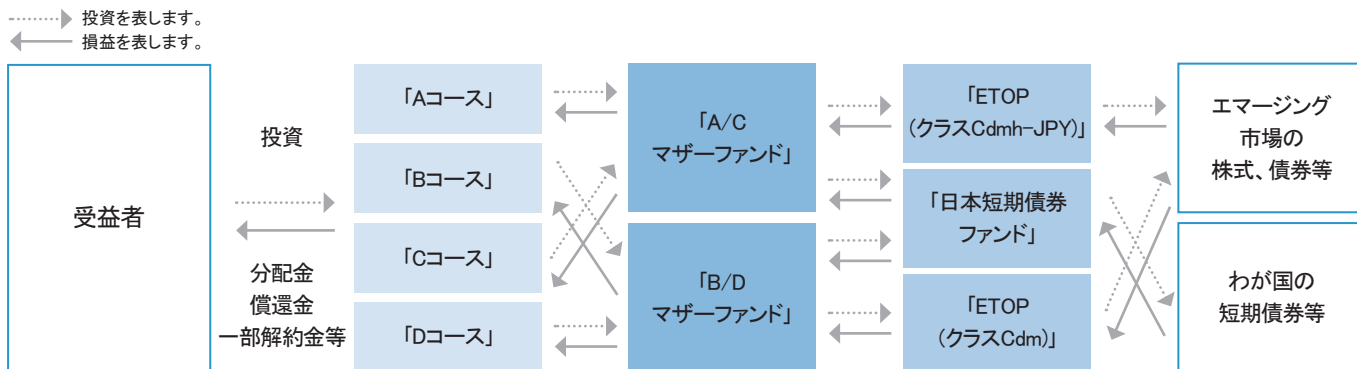 投資を表します。
損益を表します。
受益者
投資
分配金
償還金
一部解約金等
「Aコース」
「Bコース」
「Cコース」
「Dコース」
「A/C
マザーファンド」
「B/D
マザーファンド」
「ETOP
(クラスCdmh-JPY)」
「日本短期債券
ファンド」
「ETOP
(クラスCdm)」
エマージング
市場の
株式、債券等
わが国の
短期債券等